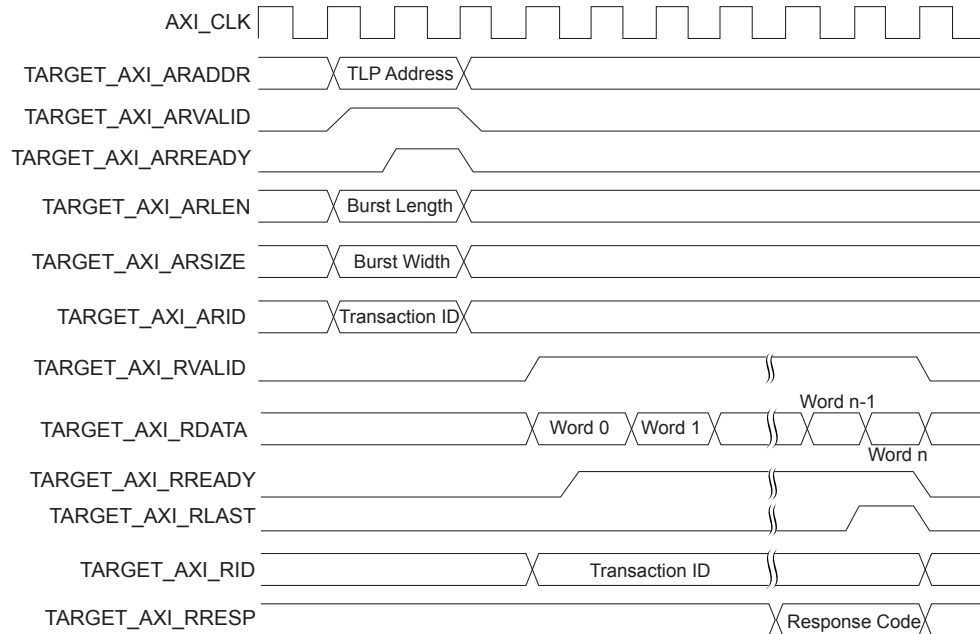 AXI_CLK
TARGET_AXI_ARADDR TLP Address
TARGET_AXI_ARVALID
TARGET_AXI_ARREADY
TARGET_AXI_ARLEN Burst Length
TARGET_AXI_ARSIZE Burst Width
TARGET_AXI_ARID Transaction ID
TARGET_AXI_RVALID
Word n-1
TARGET_AXI_RDATA Word 0 Word 1
Word n
TARGET_AXI_RREADY
TARGET_AXI_RLAST
TARGET_AXI_RID Transaction ID
TARGET_AXI_RRESP Response Code